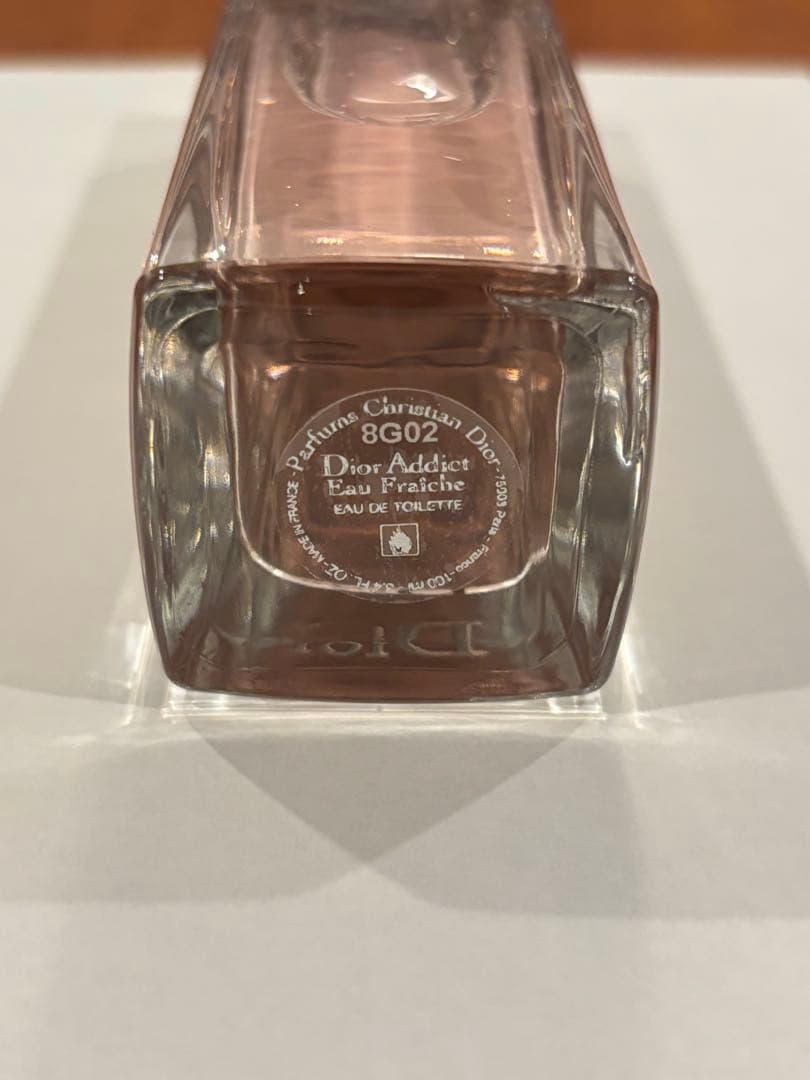 Parfums Christian Dior - 75008 Paris - France - 100 ml - 3.4 FL. OZ - MADE IN FRANCE -
8G02
Dior Addict
Eau Fraîche
EAU DE TOILETTE
Dior